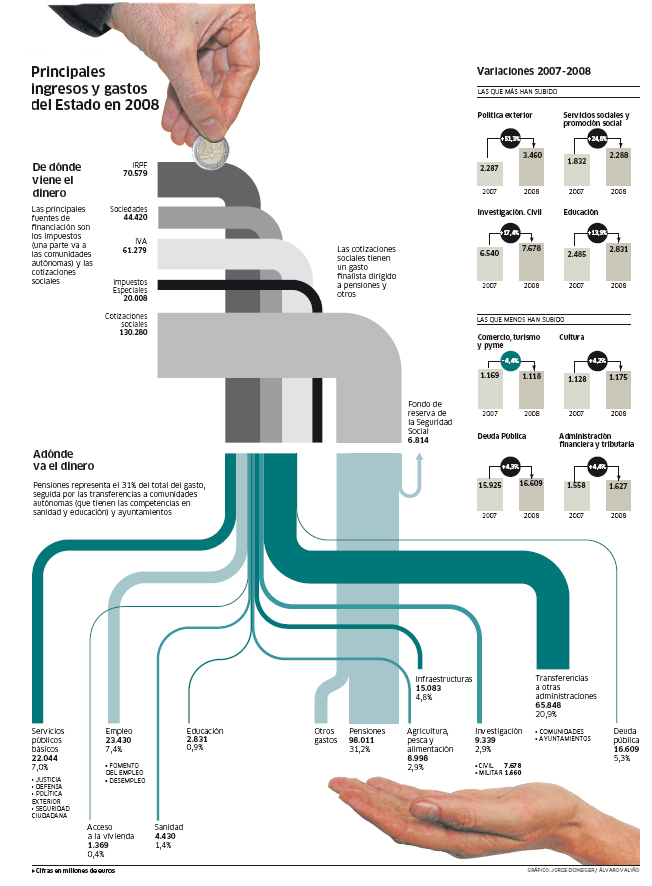 Principales
ingresos y gastos
del Estado en 2008
De dónde
viene el
dinero
Las principales
fuentes de
financiación son
los impuestos
(una parte va a
las comunidades
autónomas) y las
cotizaciones
sociales
IRPF
70.579
Sociedades
44.420
IVA
61.279
Impuestos
Especiales
20.008
Cotizaciones
sociales
130.280
Las cotizaciones
sociales tienen
un gasto
finalista dirigido
a pensiones y
otros
Fondo de
reserva de
la Seguridad
Social
6.814
Variaciones 2007-2008
LAS QUE MÁS HAN SUBIDO
Política exterior
+51,3%
2.287
3.460
2007
2008
Servicios sociales y
promoción social
+24,8%
1.832
2.288
2007
2008
Investigación. Civil
+17,4%
6.540
7.678
2007
2008
Educación
+13,9%
2.485
2.831
2007
2008
LAS QUE MENOS HAN SUBIDO
Comercio, turismo
y pyme
-4,4%
1.169
1.118
2007
2008
Cultura
+4,2%
1.128
1.175
2007
2008
Deuda Pública
+4,3%
15.925
16.609
2007
2008
Administración
financiera y tributaria
+4,4%
1.558
1.627
2007
2008
Adónde
va el dinero
Pensiones representa el 31% del total del gasto,
seguida por las transferencias a comunidades
autónomas (que tienen las competencias en
sanidad y educación) y ayuntamientos
Servicios
públicos
básicos
22.044
7,0%
• JUSTICIA
• DEFENSA
• POLÍTICA
EXTERIOR
• SEGURIDAD
CIUDADANA
Acceso
a la vivienda
1.369
0,4%
Empleo
23.430
7,4%
• FOMENTO
DEL EMPLEO
• DESEMPLEO
Sanidad
4.430
1,4%
Educación
2.831
0,9%
Otros
gastos
Pensiones
98.011
31,2%
Infraestructuras
15.083
4,8%
Agricultura,
pesca y
alimentación
8.998
2,9%
Investigación
9.339
2,9%
• CIVIL 7.678
• MILITAR 1.660
Transferencias
a otras
administraciones
65.848
20,9%
• COMUNIDADES
• AYUNTAMIENTOS
Deuda
pública
16.609
5,3%
▸Cifras en millones de euros
GRÁFICO: JORGE DONEIGER / ÁLVARO VALIÑO